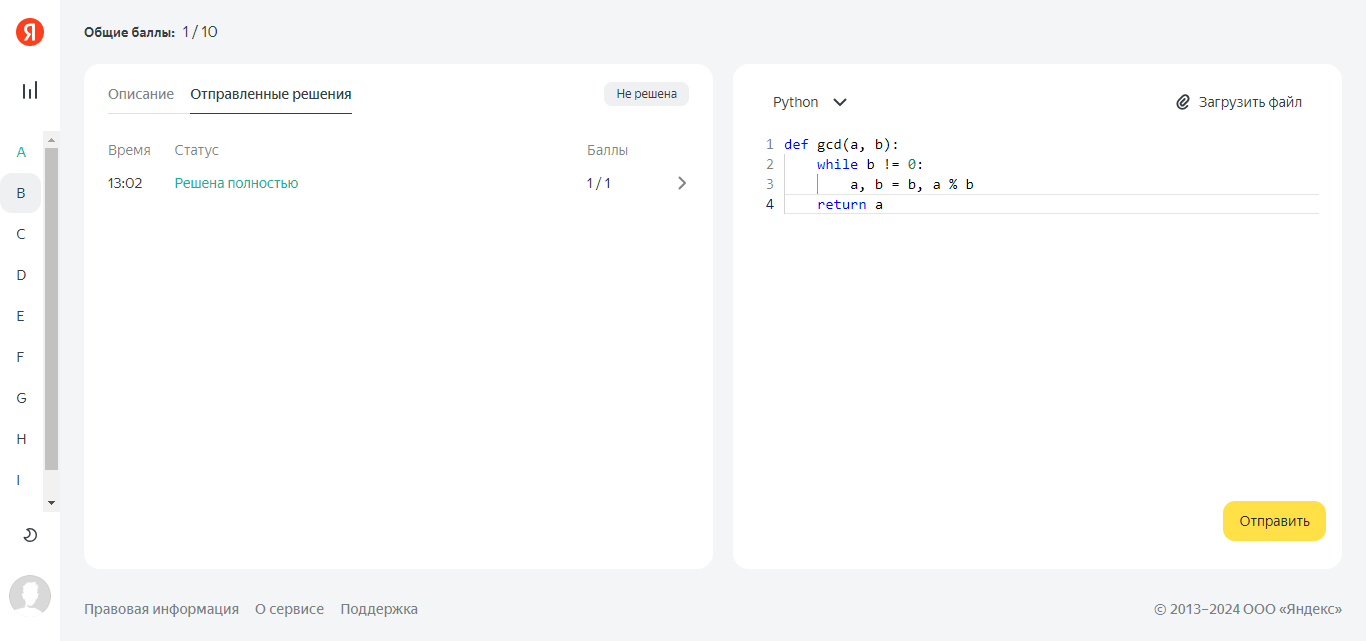 Я
Общие баллы: 1 / 10
A
B
C
D
E
F
G
H
I
Описание Отправленные решения Не решена
Время Статус Баллы
13:02 Решена полностью 1 / 1
Python Загрузить файл
1 def gcd(a, b):
2 while b != 0:
3 a, b = b, a % b
4 return a
Отправить
Правовая информация О сервисе Поддержка © 2013–2024 ООО «Яндекс»